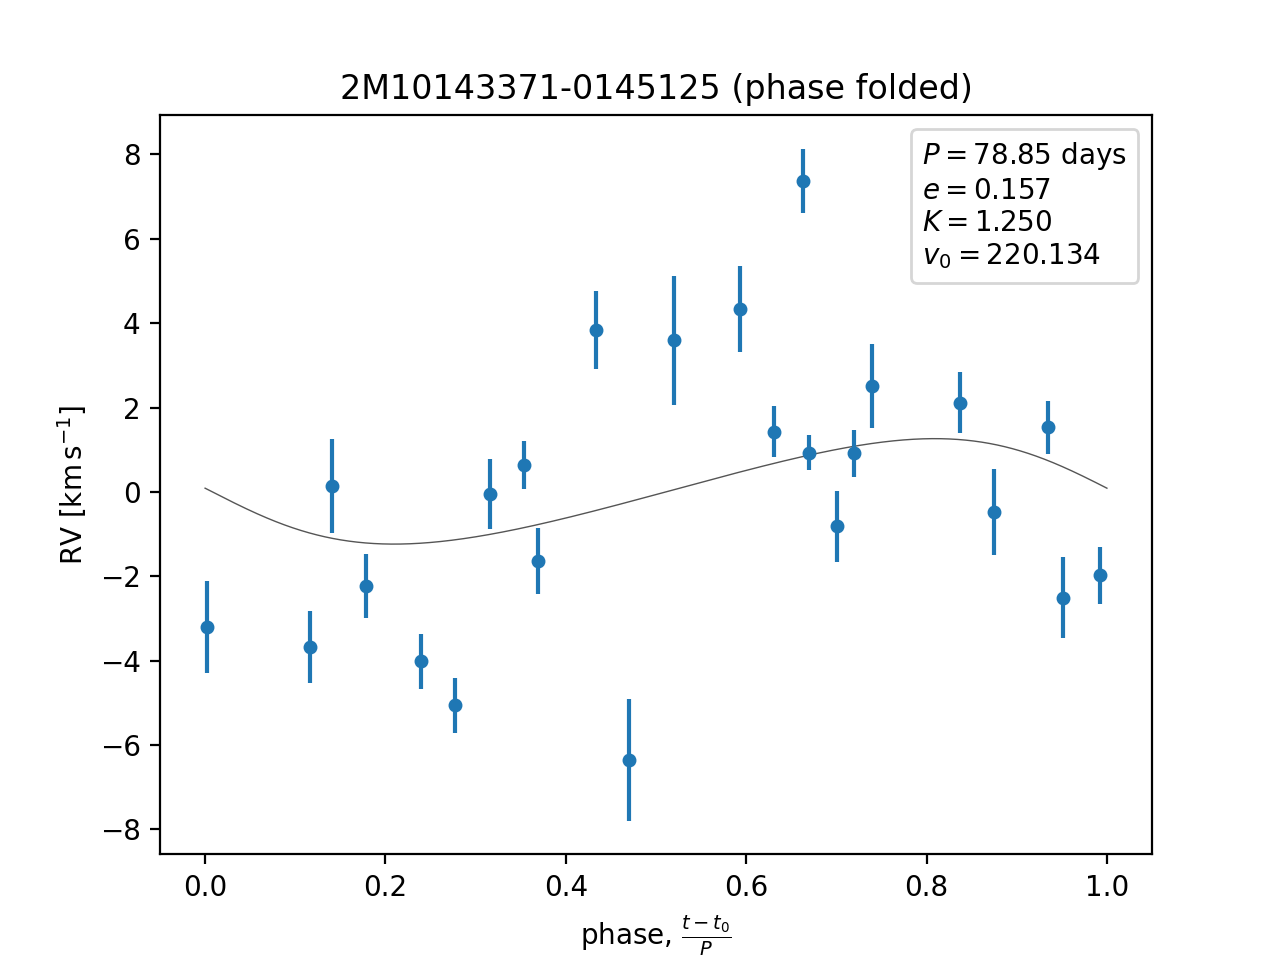 2M10143371-0145125 (phase folded)
P = 78.85 days
e = 0.157
K = 1.250
v₀ = 220.134
8
6
4
2
0
−2
−4
−6
−8
RV [km s⁻¹]
0.0 0.2 0.4 0.6 0.8 1.0
phase, (t − t₀)/P